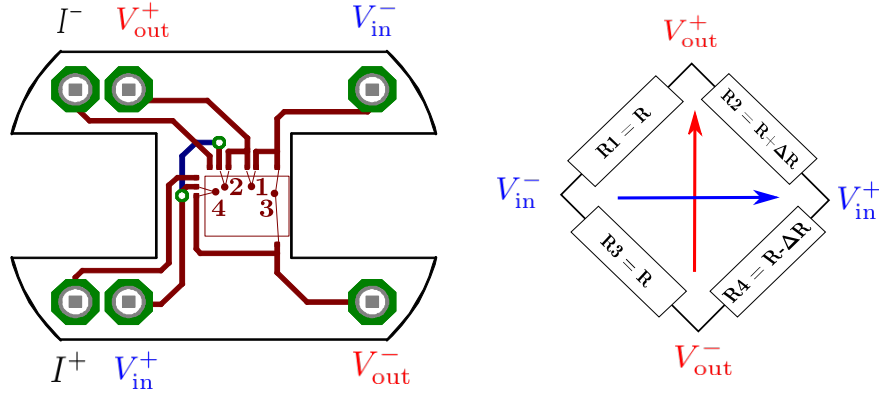 I⁻ V⁺out V⁻in
2 1
4 3
I⁺ V⁺in V⁻out
V⁺out
R1 = R R2 = R+ΔR
V⁻in V⁺in
R3 = R R4 = R-ΔR
V⁻out